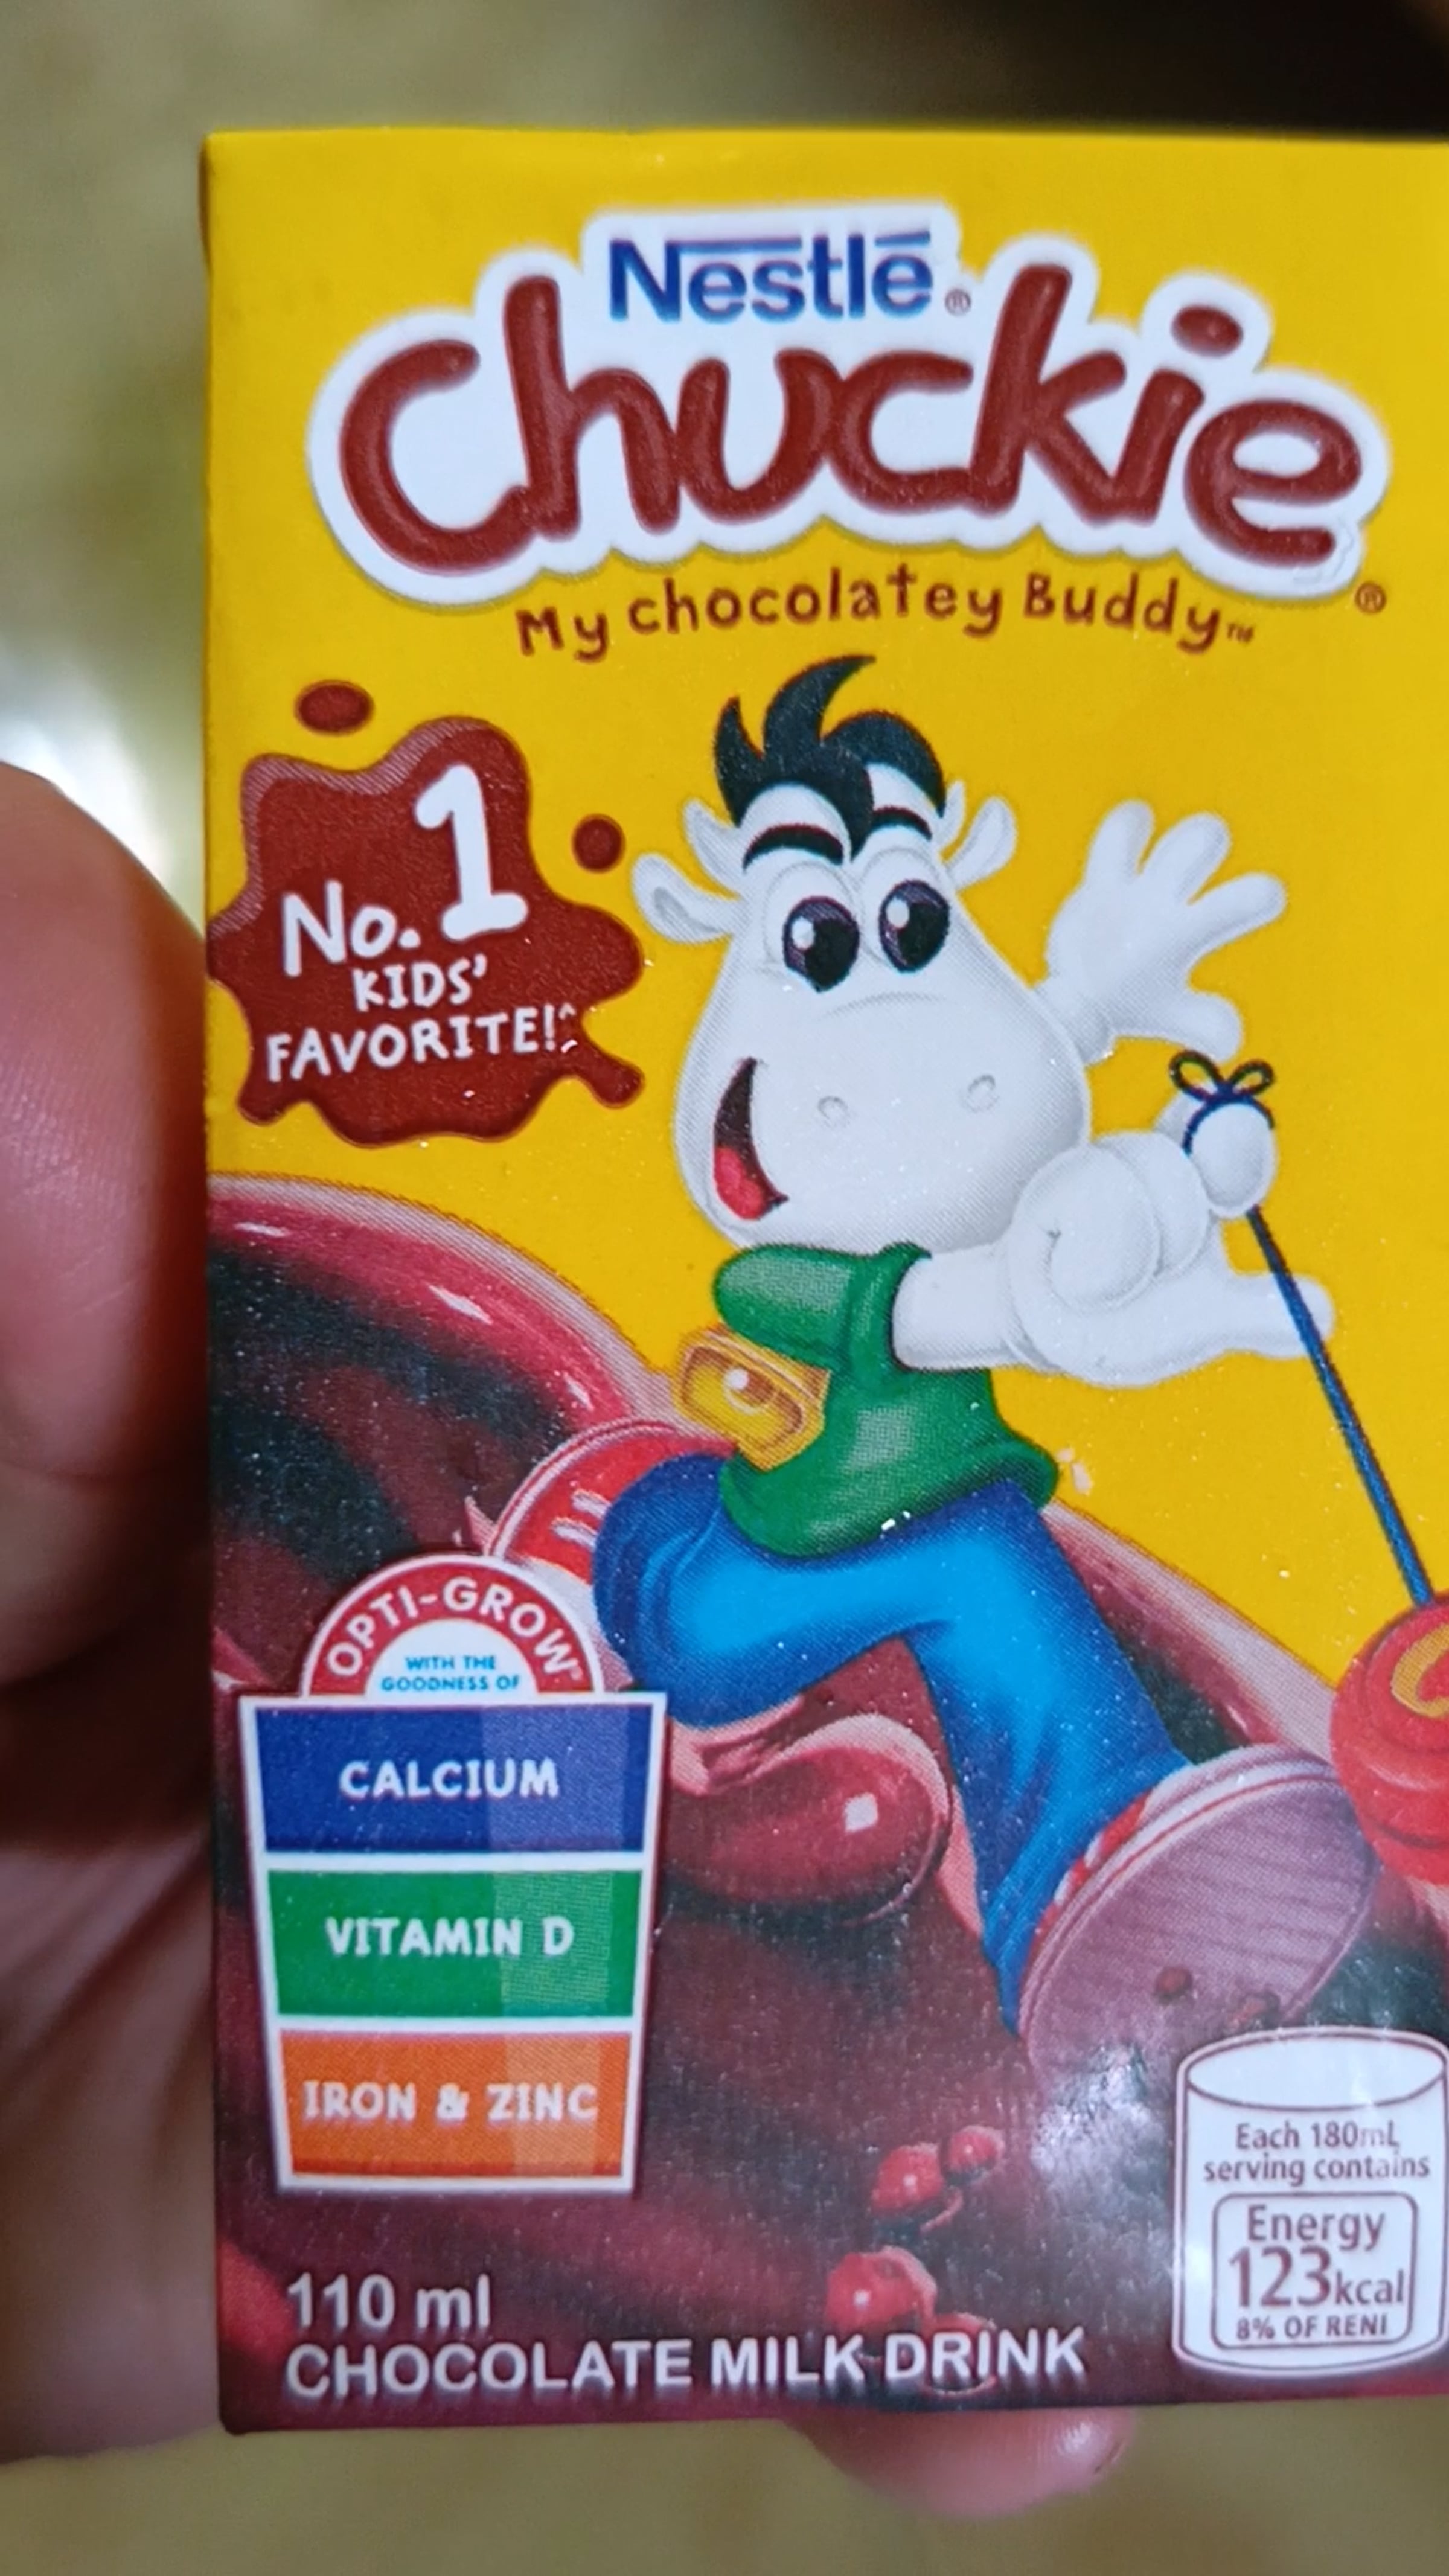 Nestlé®
Chuckie®
My chocolatey Buddy™
No. 1
KIDS'
FAVORITE!^
OPTI-GROW®
WITH THE
GOODNESS OF
CALCIUM
VITAMIN D
IRON & ZINC
110 ml
CHOCOLATE MILK DRINK
Each 180mL
serving contains
Energy
123kcal
8% OF RENI